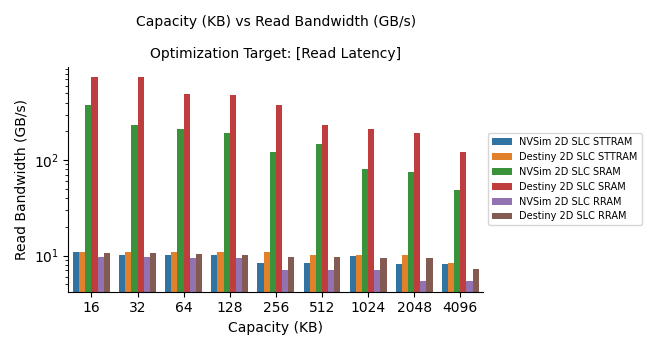 Capacity (KB) vs Read Bandwidth (GB/s)
Optimization Target: [Read Latency]
Read Bandwidth (GB/s)
10²
10¹
16 32 64 128 256 512 1024 2048 4096
Capacity (KB)
NVSim 2D SLC STTRAM
Destiny 2D SLC STTRAM
NVSim 2D SLC SRAM
Destiny 2D SLC SRAM
NVSim 2D SLC RRAM
Destiny 2D SLC RRAM